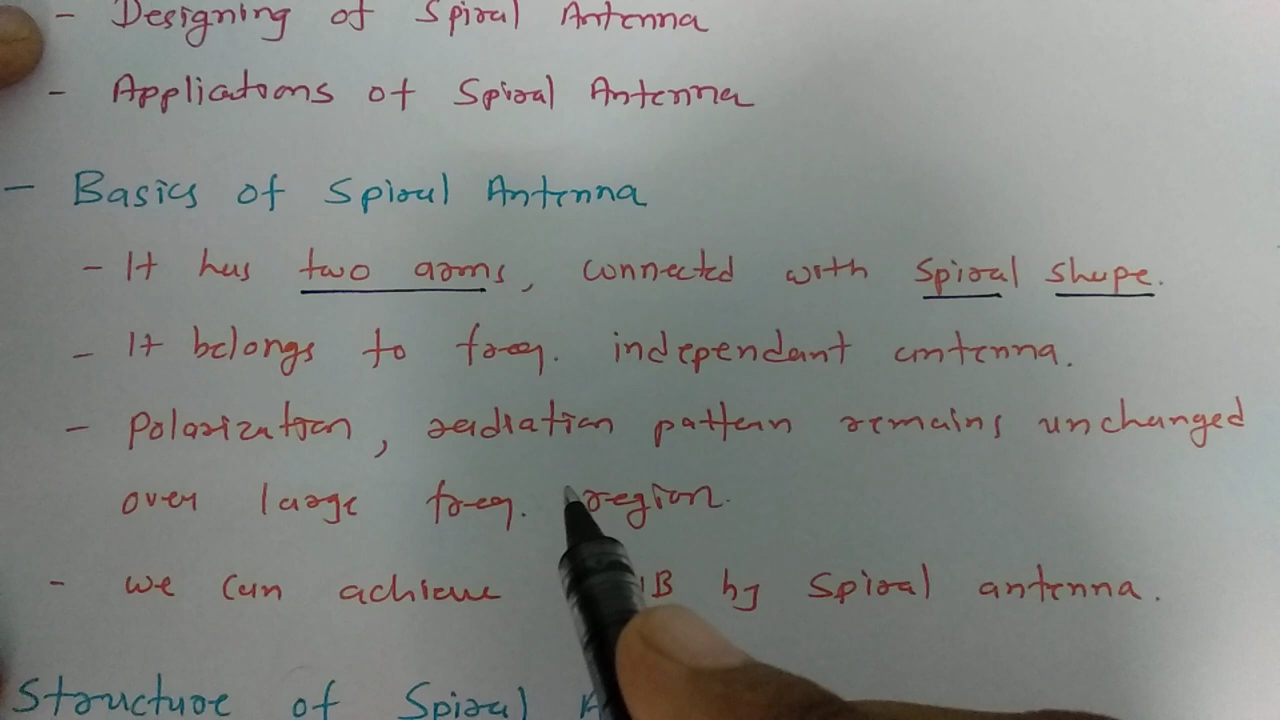 - Designing of Spiral Antenna
- Applications of Spiral Antenna
- Basics of Spiral Antenna
- It has two arms, connected with spiral shape.
- It belongs to freq. independant antenna.
- Polarization, radiation pattern remains unchanged
over large freq. region.
- we can achieve B by Spiral antenna.
Structure of Spiral